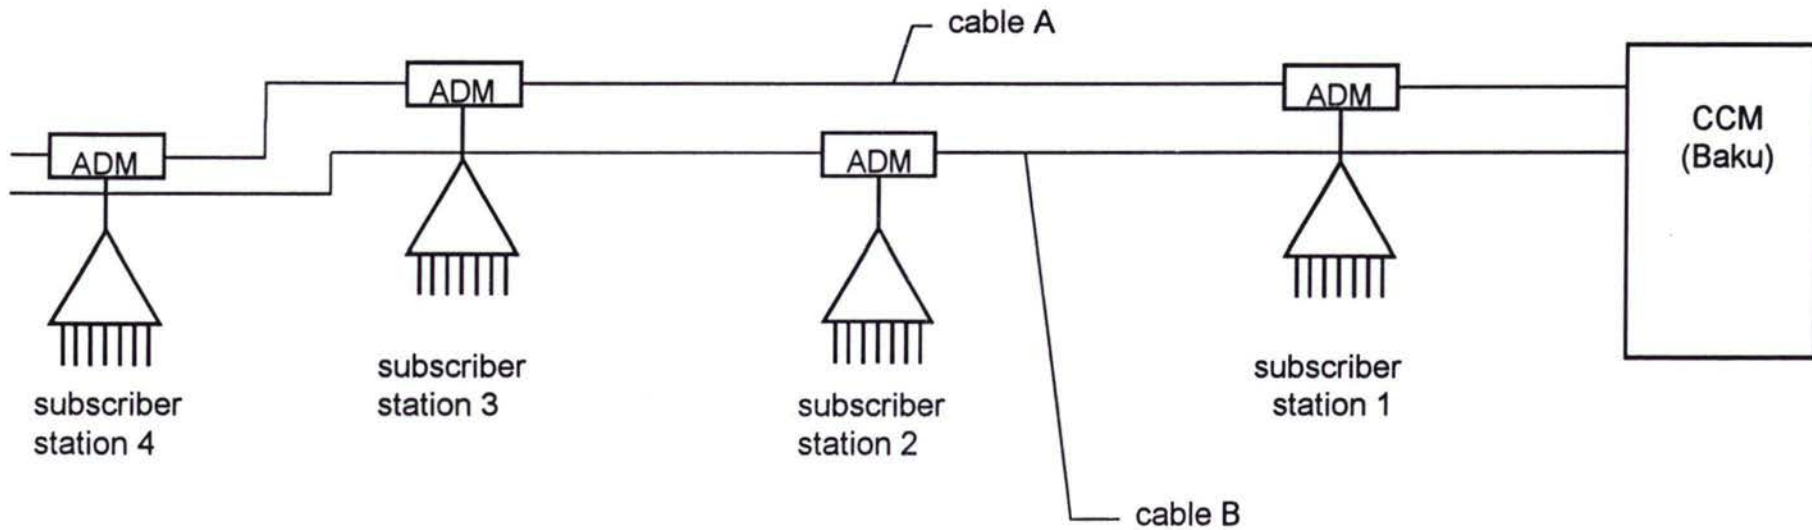 cable A
ADM
ADM
CCM
(Baku)
ADM
ADM
subscriber
station 3
subscriber
station 1
subscriber
station 4
subscriber
station 2
cable B